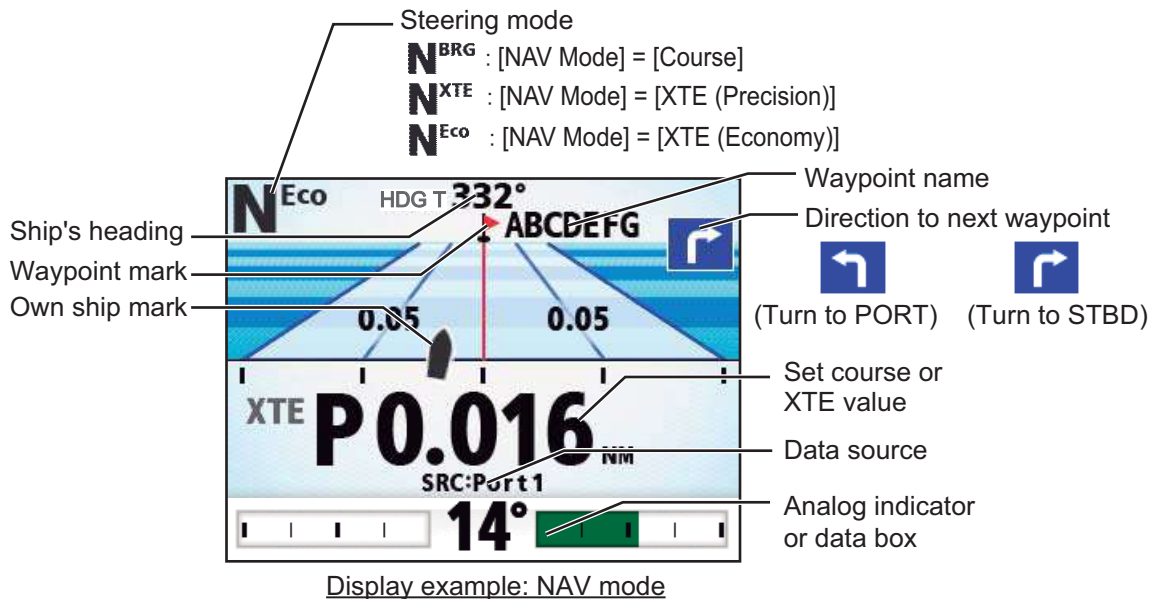 Steering mode
N BRG : [NAV Mode] = [Course]
N XTE : [NAV Mode] = [XTE (Precision)]
N Eco : [NAV Mode] = [XTE (Economy)]
Waypoint name
Direction to next waypoint
(Turn to PORT) (Turn to STBD)
Set course or
XTE value
Data source
Analog indicator
or data box
Ship's heading
Waypoint mark
Own ship mark
N Eco HDG T 332°
ABCDEFG
0.05 0.05
XTE P 0.016 NM
SRC:Port1
14°
Display example: NAV mode